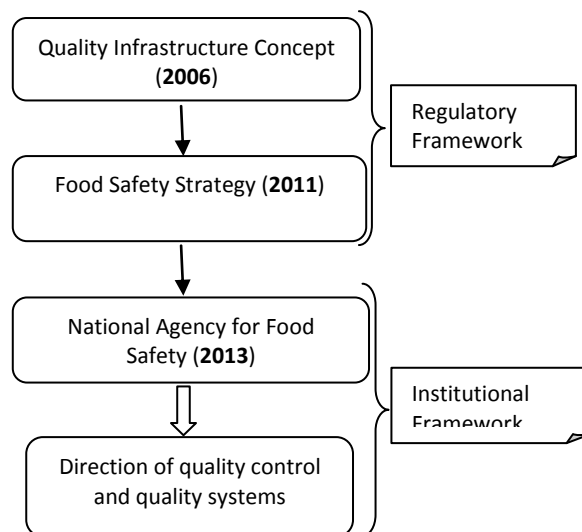 Quality Infrastructure Concept
(2006)
Regulatory
Framework
Food Safety Strategy (2011)
National Agency for Food
Safety (2013)
Institutional
Framework
Direction of quality control
and quality systems